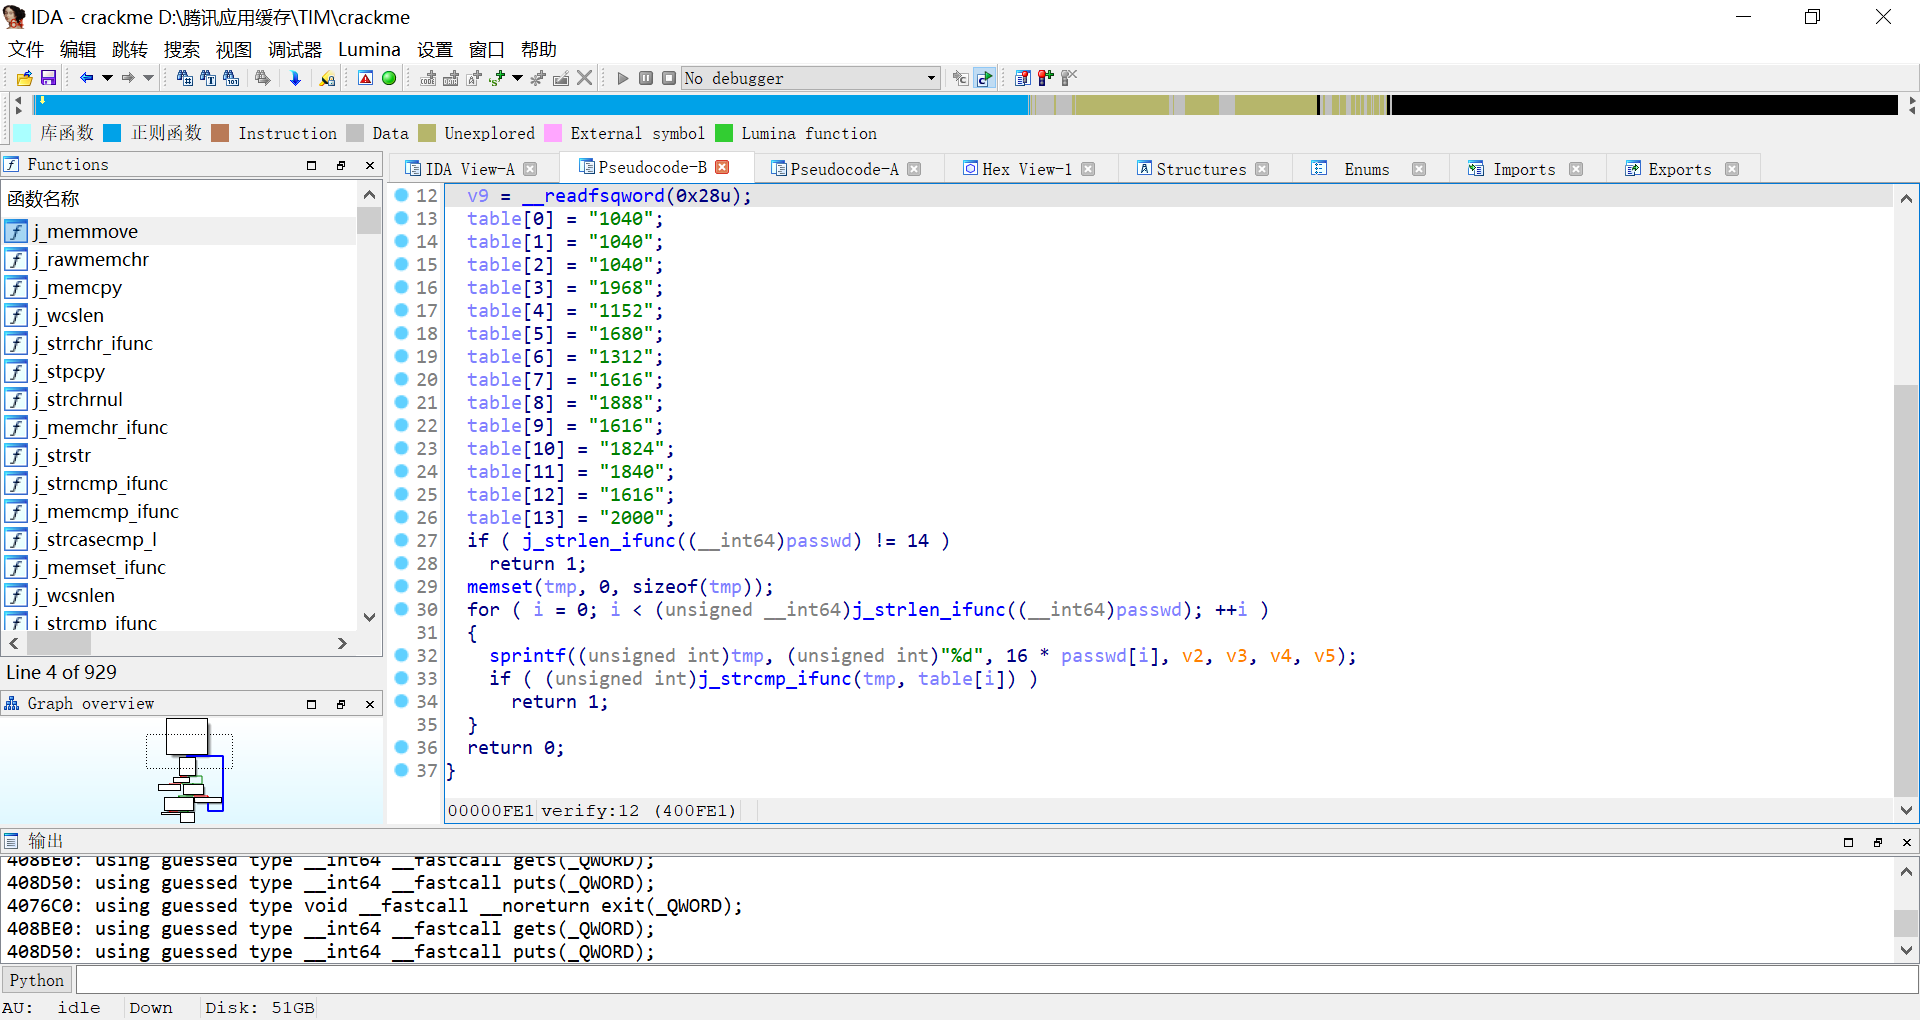 IDA - crackme D:\腾讯应用缓存\TIM\crackme
文件 编辑 跳转 搜索 视图 调试器 Lumina 设置 窗口 帮助
No debugger
库函数 正则函数 Instruction Data Unexplored External symbol Lumina function
Functions
函数名称
j_memmove
j_rawmemchr
j_memcpy
j_wcslen
j_strrchr_ifunc
j_stpcpy
j_strchrnul
j_memchr_ifunc
j_strstr
j_strncmp_ifunc
j_memcmp_ifunc
j_strcasecmp_l
j_memset_ifunc
j_wcsnlen
j_strcmp_ifunc
Line 4 of 929
Graph overview
IDA View-A Pseudocode-B Pseudocode-A Hex View-1 Structures Enums Imports Exports
12 v9 = __readfsqword(0x28u);
13 table[0] = "1040";
14 table[1] = "1040";
15 table[2] = "1040";
16 table[3] = "1968";
17 table[4] = "1152";
18 table[5] = "1680";
19 table[6] = "1312";
20 table[7] = "1616";
21 table[8] = "1888";
22 table[9] = "1616";
23 table[10] = "1824";
24 table[11] = "1840";
25 table[12] = "1616";
26 table[13] = "2000";
27 if ( j_strlen_ifunc((__int64)passwd) != 14 )
28 return 1;
29 memset(tmp, 0, sizeof(tmp));
30 for ( i = 0; i < (unsigned __int64)j_strlen_ifunc((__int64)passwd); ++i )
31 {
32 sprintf((unsigned int)tmp, (unsigned int)"%d", 16 * passwd[i], v2, v3, v4, v5);
33 if ( (unsigned int)j_strcmp_ifunc(tmp, table[i]) )
34 return 1;
35 }
36 return 0;
37 }
00000FE1 verify:12 (400FE1)
输出
408BE0: using guessed type __int64 __fastcall gets(_QWORD);
408D50: using guessed type __int64 __fastcall puts(_QWORD);
4076C0: using guessed type void __fastcall __noreturn exit(_QWORD);
408BE0: using guessed type __int64 __fastcall gets(_QWORD);
408D50: using guessed type __int64 __fastcall puts(_QWORD);
Python
AU: idle Down Disk: 51GB